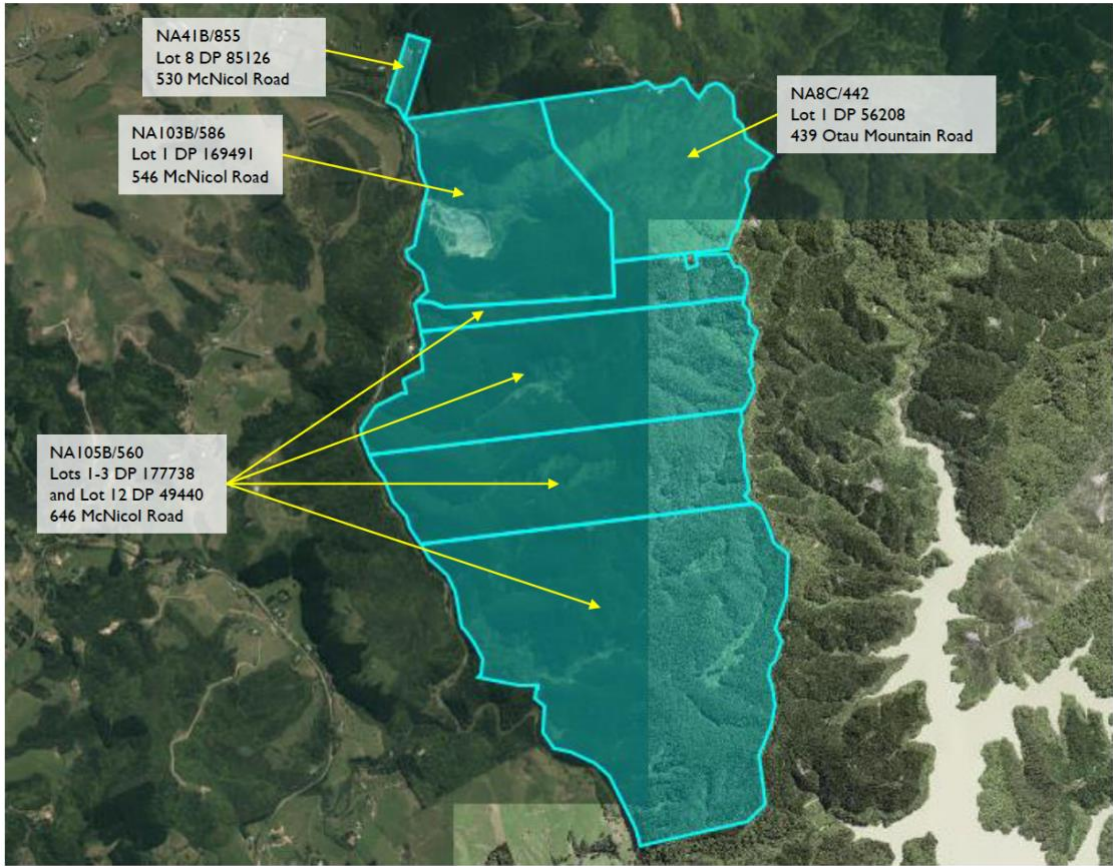 NA41B/855
Lot 8 DP 85126
530 McNicol Road
NA8C/442
Lot 1 DP 56208
439 Otau Mountain Road
NA103B/586
Lot 1 DP 169491
546 McNicol Road
NA105B/560
Lots 1-3 DP 177738
and Lot 12 DP 49440
646 McNicol Road